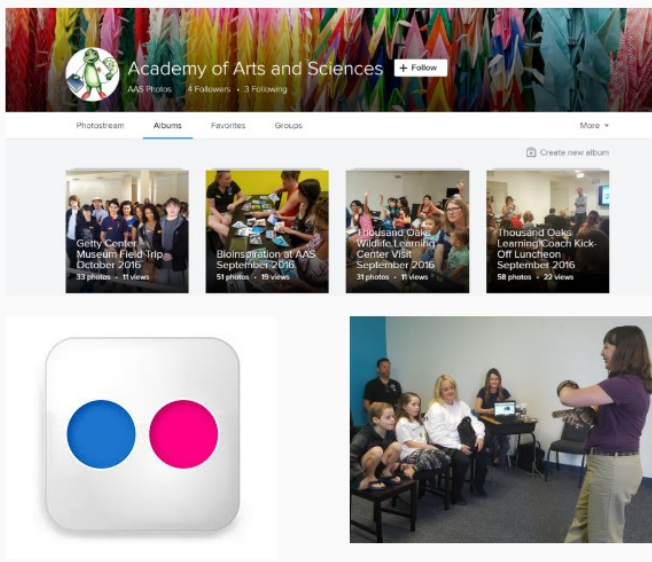 Academy of Arts and Sciences
+ Follow
AAS Photos 4 Followers • 3 Following
Photostream Albums Favorites Groups More
Create new album
Getty Center
Museum Field Trip
October 2016
33 photos • 11 views
Bioinspiration at AAS
September 2016
51 photos • 19 views
Thousand Oaks
Wildlife Learning
Center Visit
September 2016
31 photos • 11 views
Thousand Oaks
Learning Coach Kick-
Off Luncheon
September 2016
58 photos • 22 views